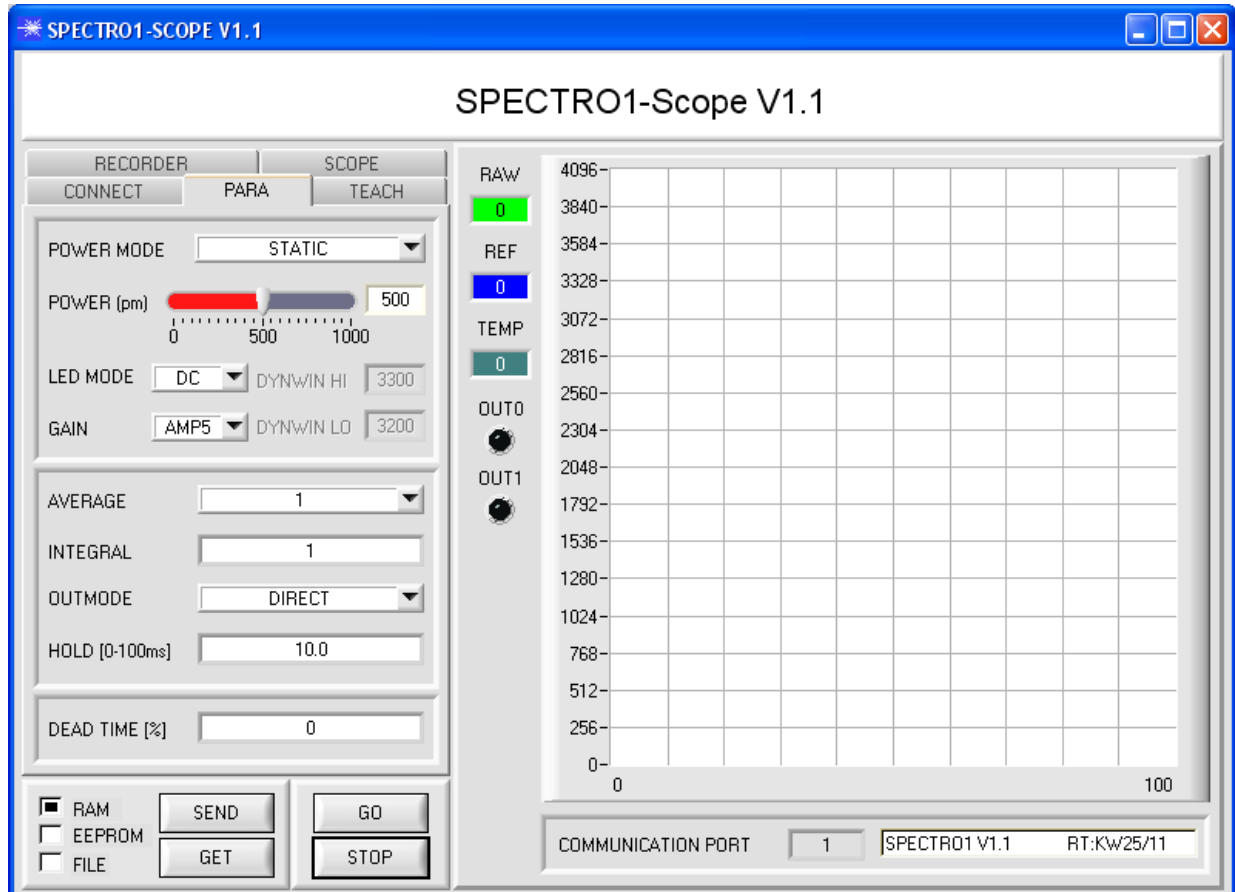 SPECTRO1-SCOPE V1.1
SPECTRO1-Scope V1.1
RECORDER SCOPE
CONNECT PARA TEACH
POWER MODE STATIC
POWER (pm) 500
0 500 1000
LED MODE DC DYNWIN HI 3300
GAIN AMP5 DYNWIN LO 3200
AVERAGE 1
INTEGRAL 1
OUTMODE DIRECT
HOLD [0-100ms] 10.0
DEAD TIME [%] 0
RAM
EEPROM
FILE
SEND
GET
GO
STOP
RAW
0
REF
0
TEMP
0
OUT0
OUT1
4096
3840
3584
3328
3072
2816
2560
2304
2048
1792
1536
1280
1024
768
512
256
0
0 100
COMMUNICATION PORT 1 SPECTRO1 V1.1 RT:KW25/11